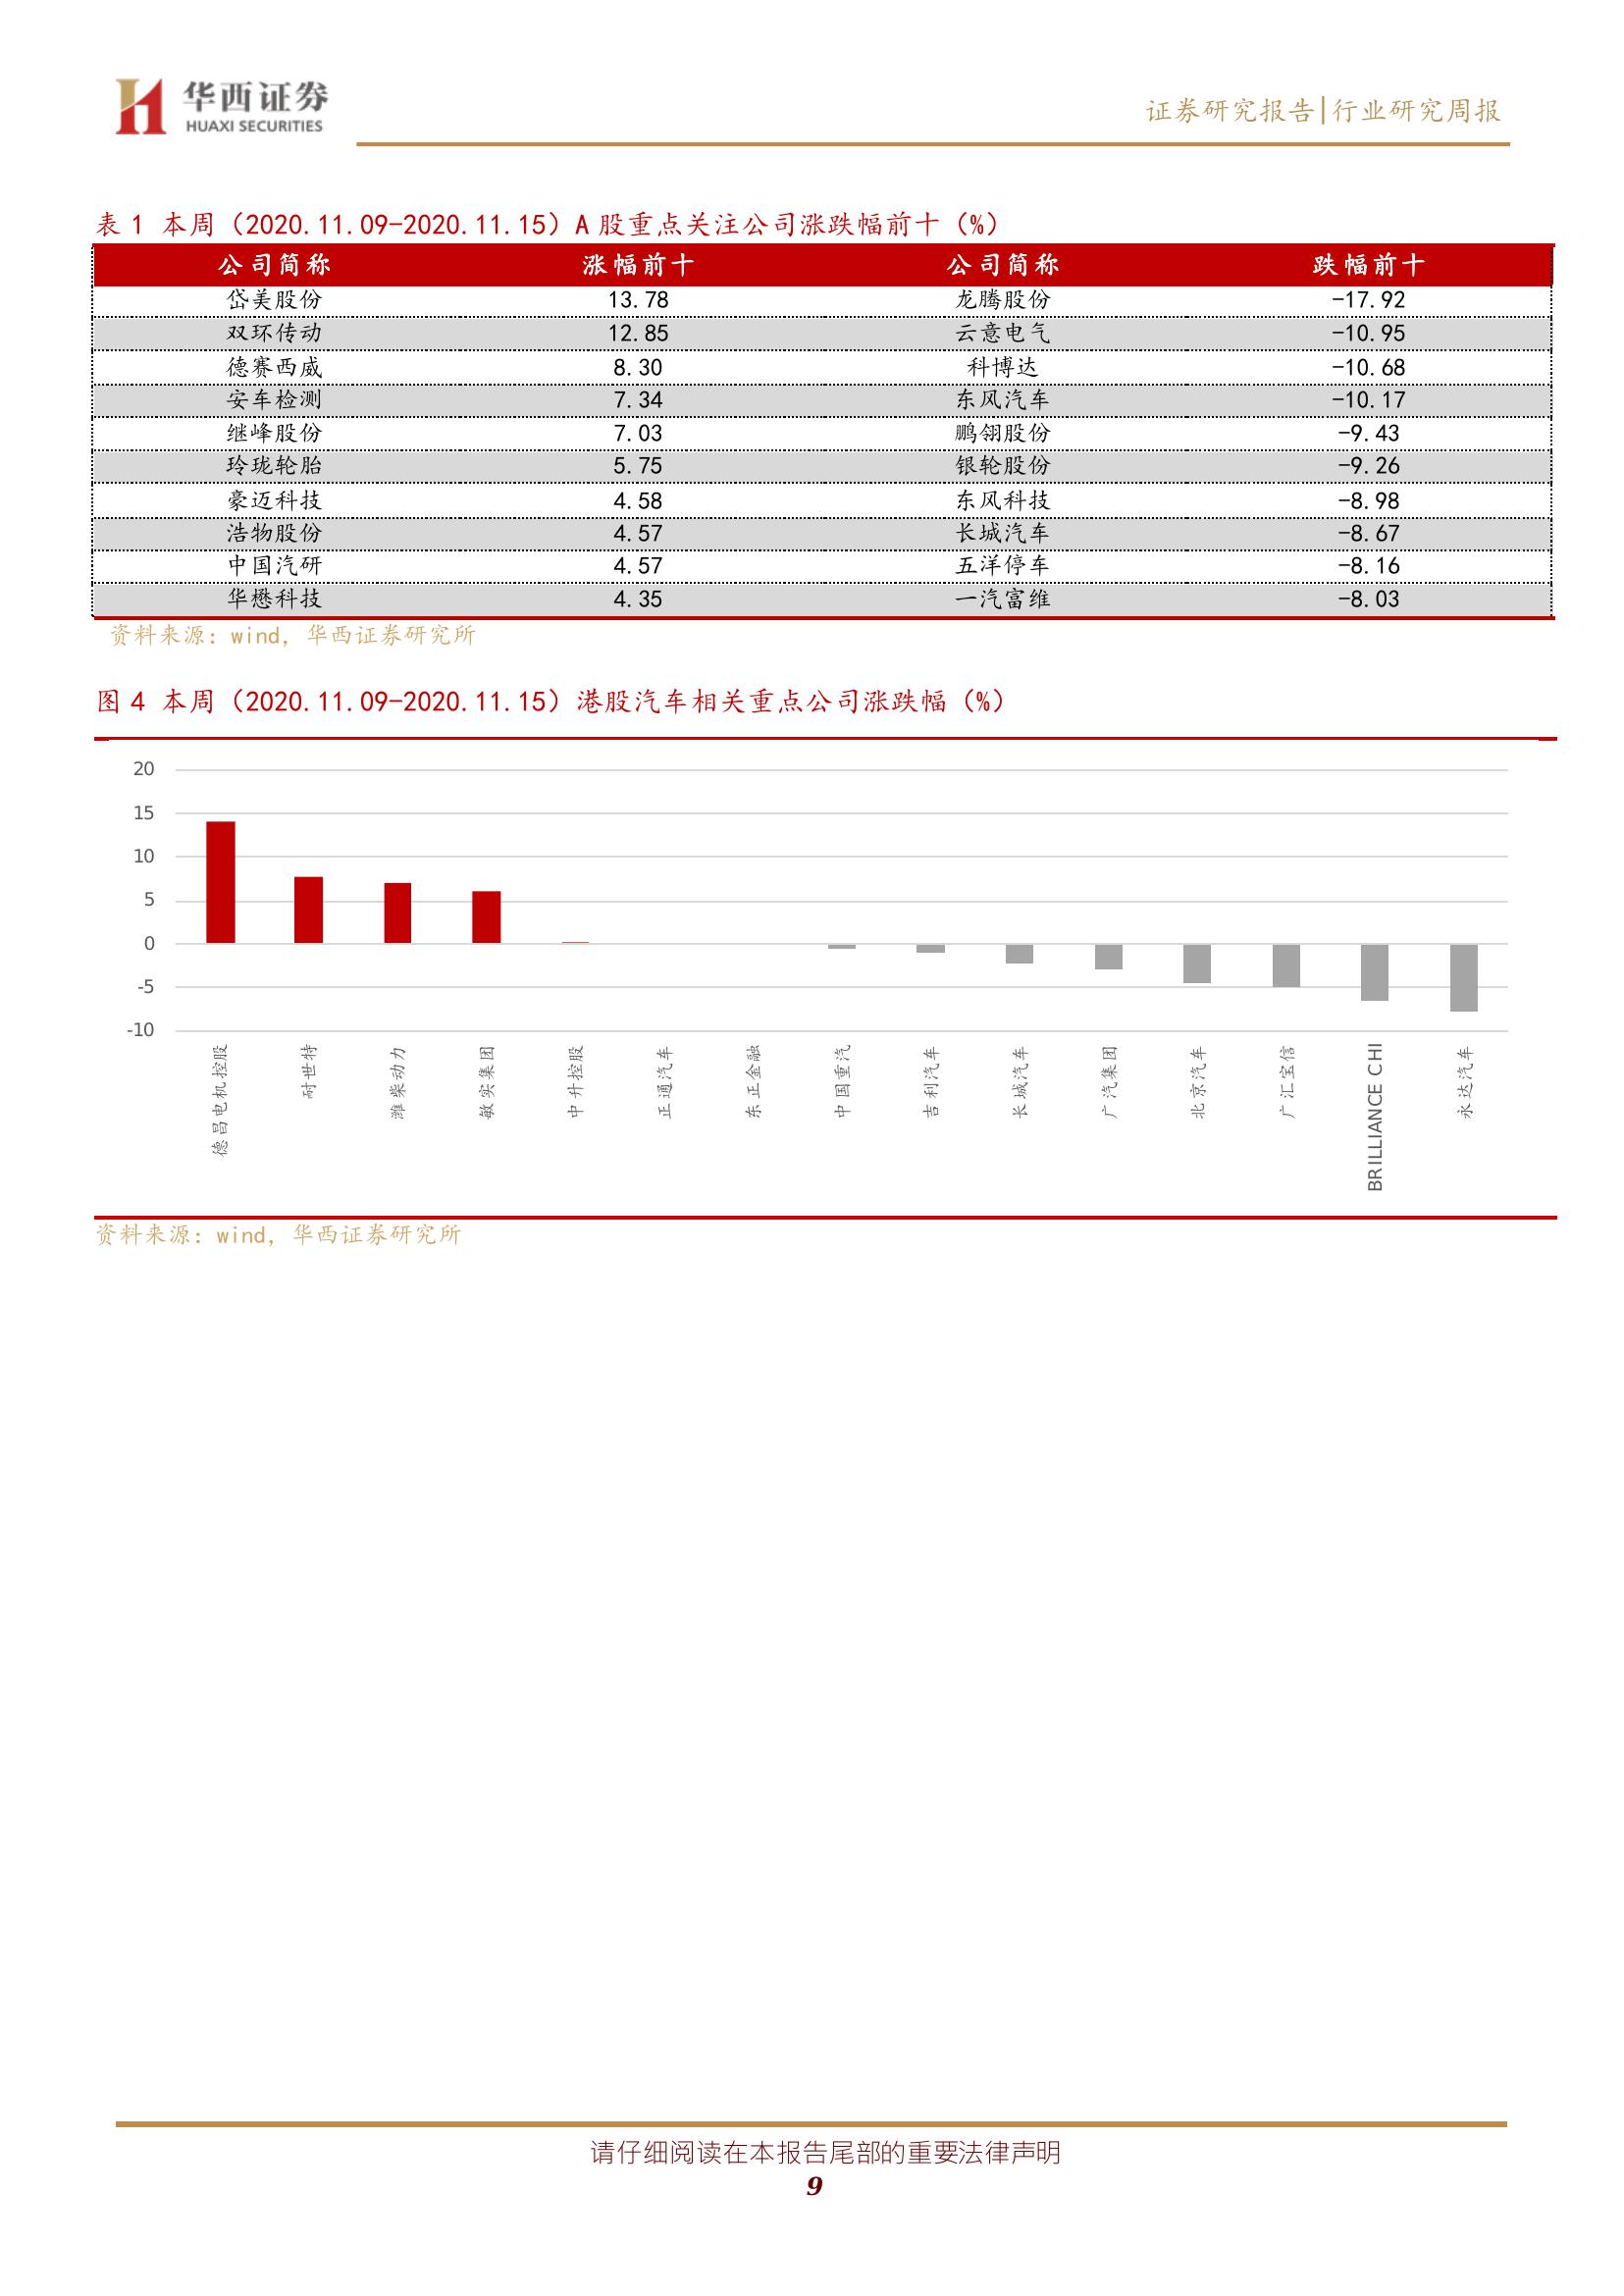 华西证券
HUAXI SECURITIES
证券研究报告|行业研究周报
表 1 本周（2020.11.09-2020.11.15）A 股重点关注公司涨跌幅前十（%）
公司简称 涨幅前十 公司简称 跌幅前十
岱美股份 13.78 龙腾股份 -17.92
双环传动 12.85 云意电气 -10.95
德赛西威 8.30 科博达 -10.68
安车检测 7.34 东风汽车 -10.17
继峰股份 7.03 鹏翎股份 -9.43
玲珑轮胎 5.75 银轮股份 -9.26
豪迈科技 4.58 东风科技 -8.98
浩物股份 4.57 长城汽车 -8.67
中国汽研 4.57 五洋停车 -8.16
华懋科技 4.35 一汽富维 -8.03
资料来源：wind，华西证券研究所
图 4 本周（2020.11.09-2020.11.15）港股汽车相关重点公司涨跌幅（%）
20
15
10
5
0
-5
-10
德昌电机控股
耐世特
潍柴动力
敏实集团
中升控股
正通汽车
东正金融
中国重汽
吉利汽车
长城汽车
广汽集团
北京汽车
广汇宝信
BRILLIANCE CHI
永达汽车
资料来源：wind，华西证券研究所
请仔细阅读在本报告尾部的重要法律声明
9